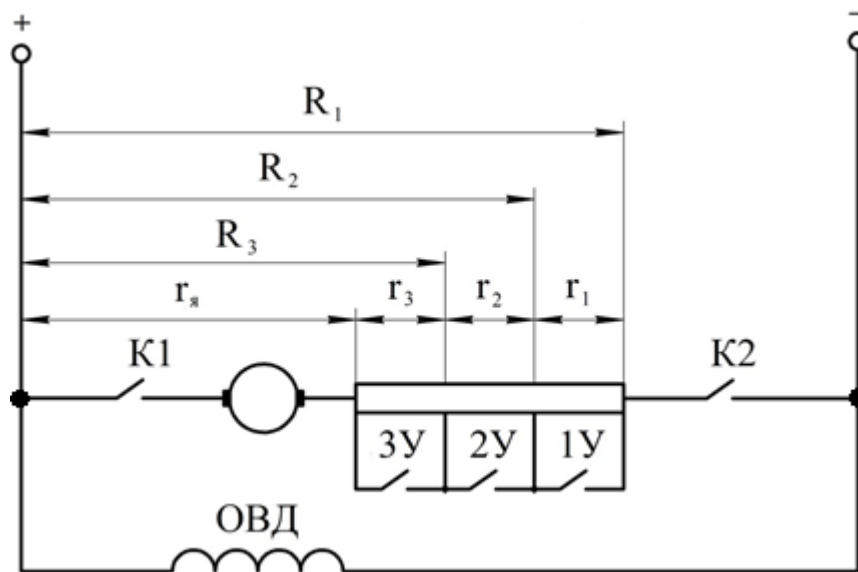 + −
R₁
R₂
R₃
rя r₃ r₂ r₁
К1 К2
3У 2У 1У
ОВД